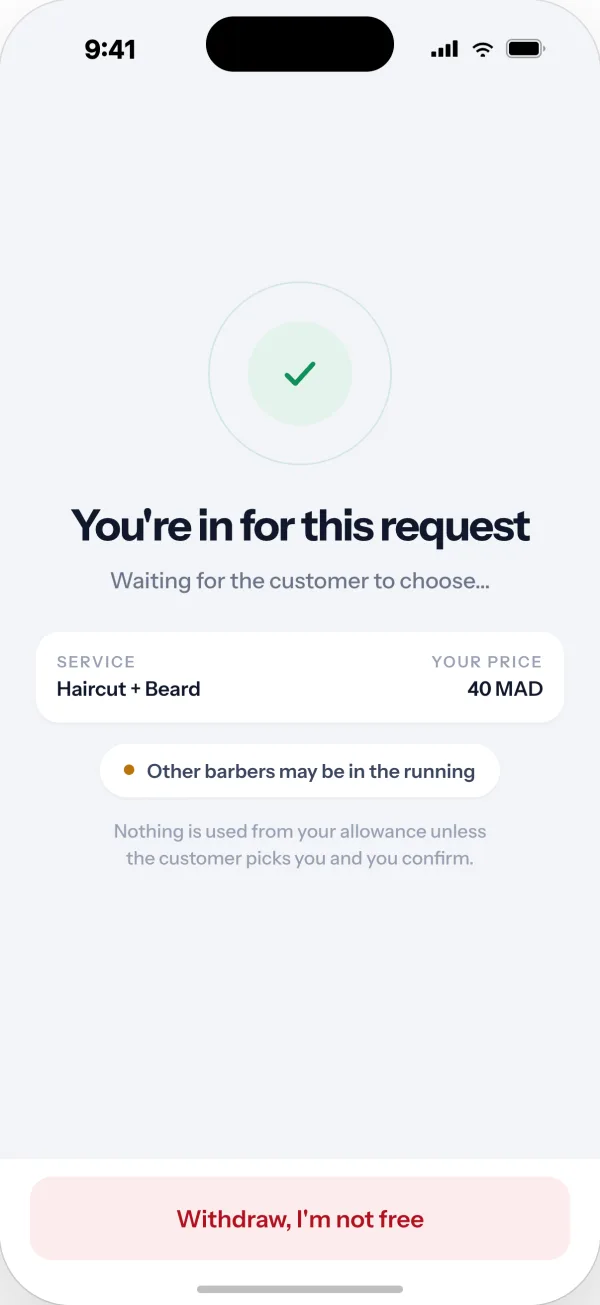 9:41
You're in for this request
Waiting for the customer to choose...
SERVICE YOUR PRICE
Haircut + Beard 40 MAD
Other barbers may be in the running
Nothing is used from your allowance unless
the customer picks you and you confirm.
Withdraw, I'm not free